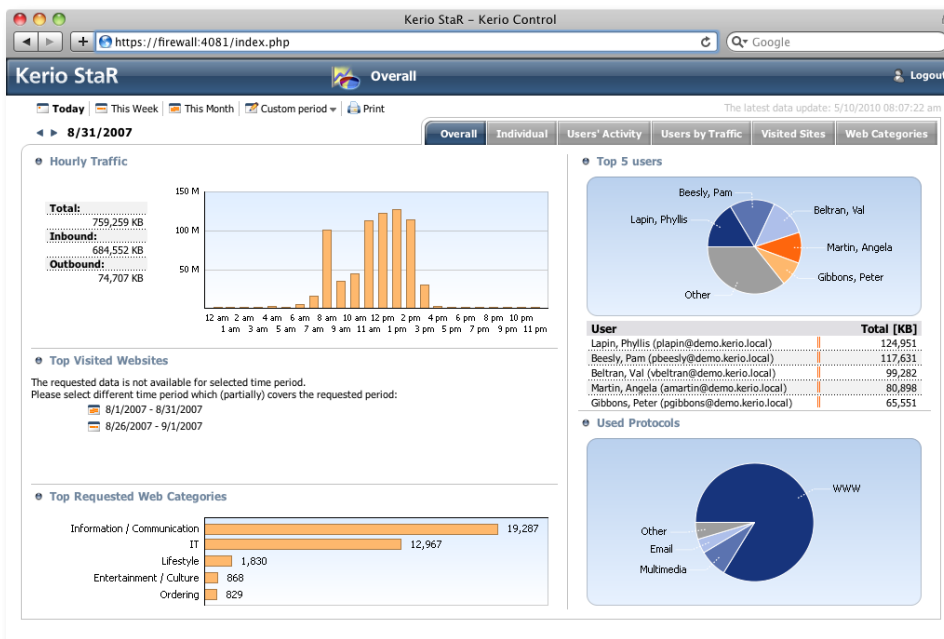 Kerio StaR – Kerio Control
https://firewall:4081/index.php
Google
Kerio StaR
Overall
Logout
Today
This Week
This Month
Custom period
Print
The latest data update: 5/10/2010 08:07:22 am
8/31/2007
Overall
Individual
Users' Activity
Users by Traffic
Visited Sites
Web Categories
Hourly Traffic
Total:
759,259 KB
Inbound:
684,552 KB
Outbound:
74,707 KB
150 M
100 M
50 M
12 am 2 am 4 am 6 am 8 am 10 am 12 pm 2 pm 4 pm 6 pm 8 pm 10 pm
1 am 3 am 5 am 7 am 9 am 11 am 1 pm 3 pm 5 pm 7 pm 9 pm 11 pm
Top Visited Websites
The requested data is not available for selected time period.
Please select different time period which (partially) covers the requested period:
8/1/2007 - 8/31/2007
8/26/2007 - 9/1/2007
Top Requested Web Categories
Information / Communication 19,287
IT 12,967
Lifestyle 1,830
Entertainment / Culture 868
Ordering 829
Top 5 users
Beesly, Pam
Beltran, Val
Lapin, Phyllis
Martin, Angela
Gibbons, Peter
Other
User Total [KB]
Lapin, Phyllis (plapin@demo.kerio.local) 124,951
Beesly, Pam (pbeesly@demo.kerio.local) 117,631
Beltran, Val (vbeltran@demo.kerio.local) 99,282
Martin, Angela (amartin@demo.kerio.local) 80,898
Gibbons, Peter (pgibbons@demo.kerio.local) 65,551
Used Protocols
WWW
Other
Email
Multimedia